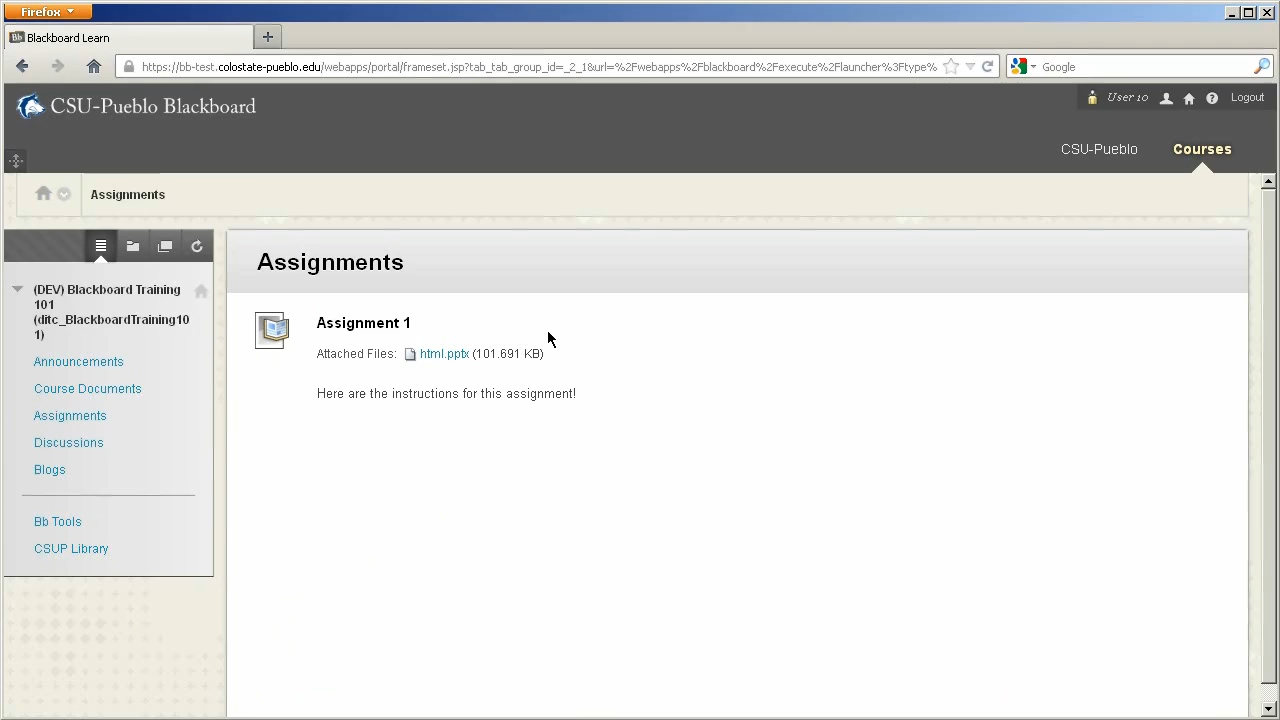 Firefox
Blackboard Learn
https://bb-test.colostate-pueblo.edu/webapps/portal/frameset.jsp?tab_tab_group_id=_2_1&url=%2Fwebapps%2Fblackboard%2Fexecute%2Flauncher%3Ftype%
Google
CSU-Pueblo Blackboard
User 10
Logout
CSU-Pueblo
Courses
Assignments
Assignments
(DEV) Blackboard Training
101
(ditc_BlackboardTraining10
1)
Announcements
Course Documents
Assignments
Discussions
Blogs
Bb Tools
CSUP Library
Assignment 1
Attached Files: html.pptx (101.691 KB)
Here are the instructions for this assignment!